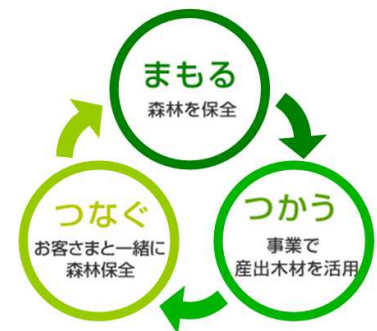 まもる
森林を保全
つなぐ
お客さまと一緒に
森林保全
つかう
事業で
産出木材を活用